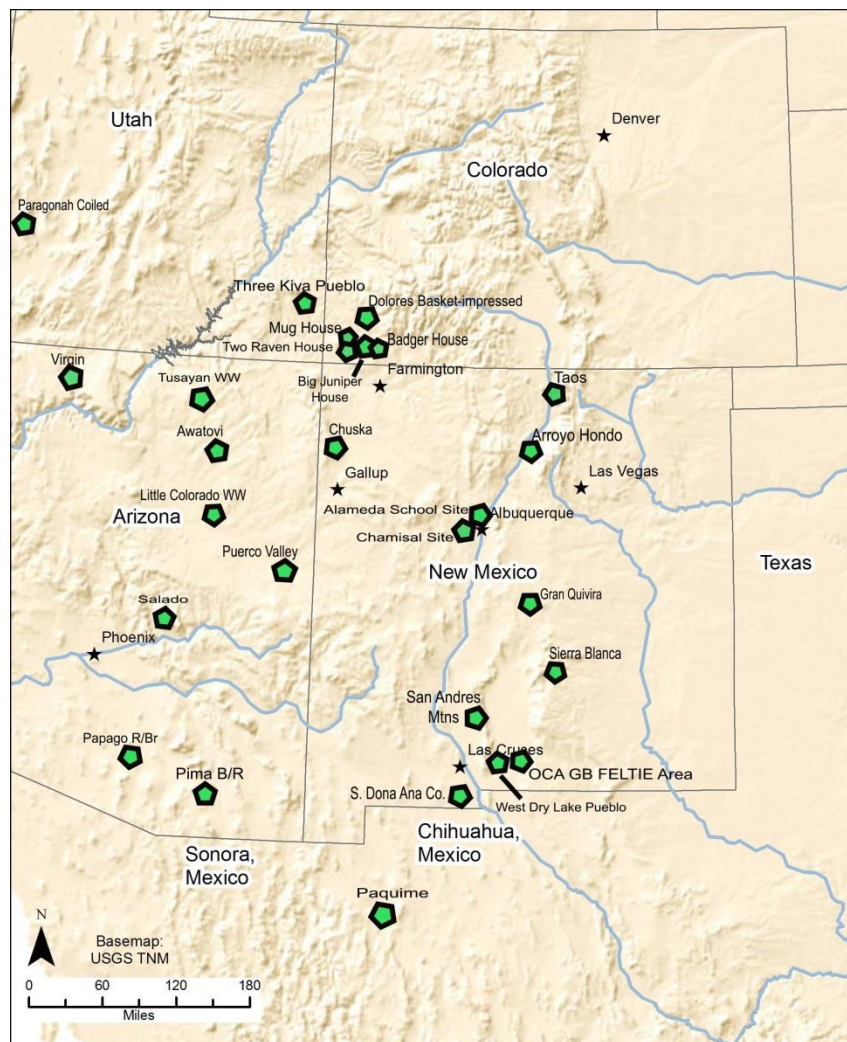 Utah
Denver
Colorado
Paragonah Coiled
Three Kiva Pueblo
Dolores Basket-impressed
Mug House
Badger House
Two Raven House
Virgin
Farmington
Big Juniper
House
Tusayan WW
Taos
Awatovi
Chuska
Arroyo Hondo
Gallup
Las Vegas
Little Colorado WW
Alameda School Site
Albuquerque
Arizona
Chamisal Site
Puerco Valley
New Mexico
Texas
Salado
Gran Quivira
Phoenix
Sierra Blanca
San Andres
Mtns
Papago R/Br
Las Cruces
Pima B/R
OCA GB FELTIE Area
S. Dona Ana Co.
West Dry Lake Pueblo
Chihuahua,
Mexico
Sonora,
Mexico
Paquime
N
Basemap:
USGS TNM
0 60 120 180
Miles